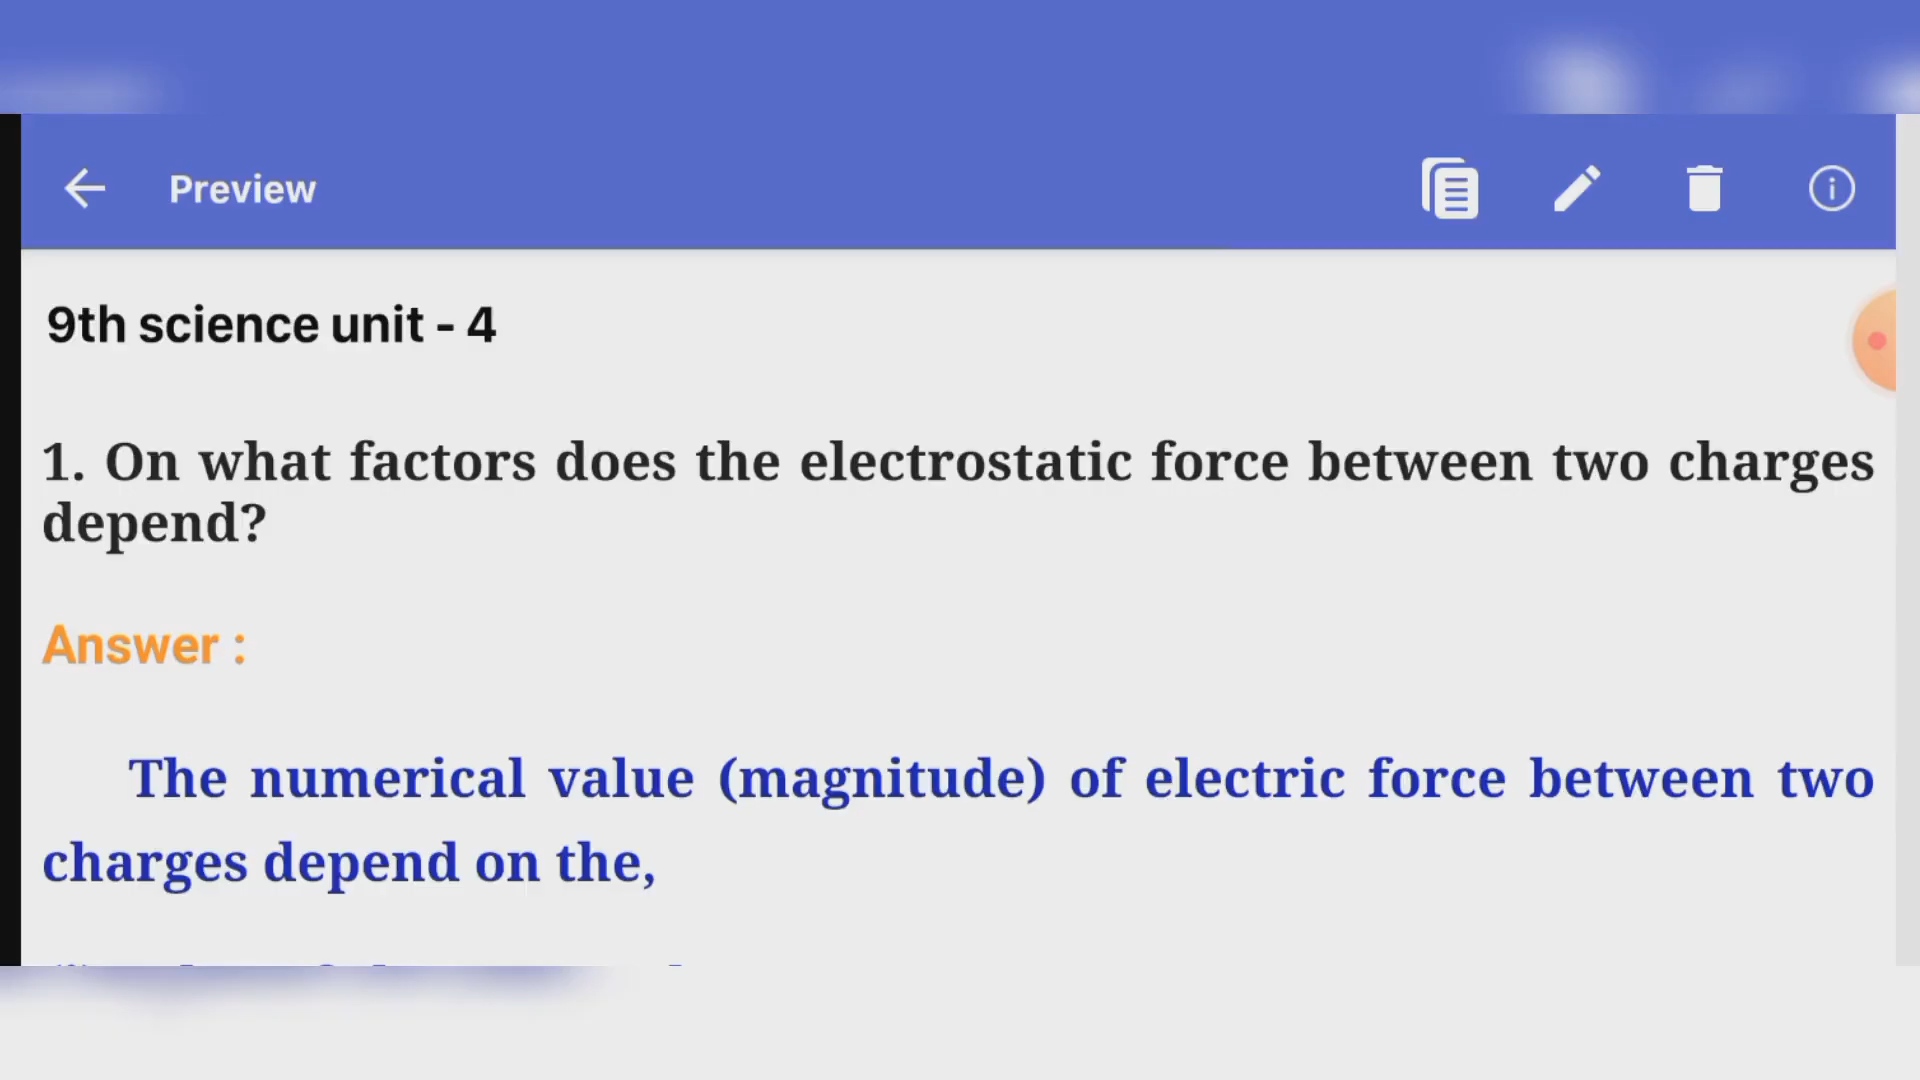 Preview
9th science unit - 4
1. On what factors does the electrostatic force between two charges
depend?
Answer :
The numerical value (magnitude) of electric force between two
charges depend on the,